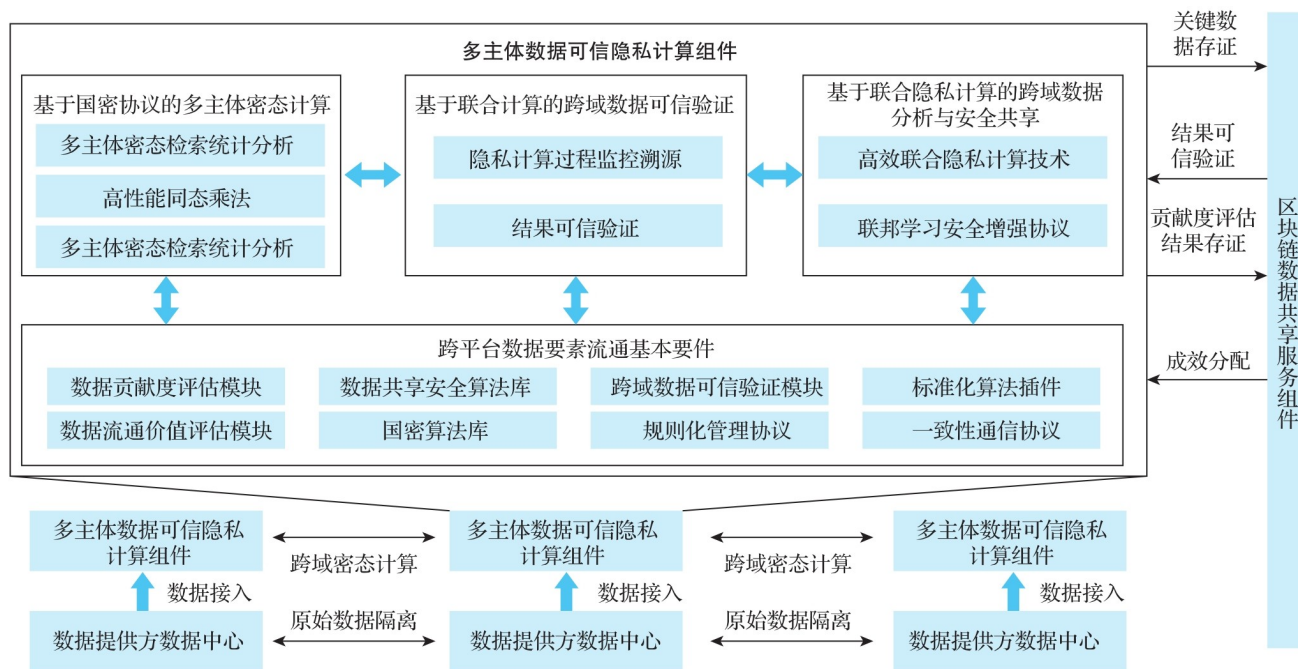 多主体数据可信隐私计算组件
基于国密协议的多主体密态计算
多主体密态检索统计分析
高性能同态乘法
多主体密态检索统计分析
基于联合计算的跨域数据可信验证
隐私计算过程监控溯源
结果可信验证
基于联合隐私计算的跨域数据
分析与安全共享
高效联合隐私计算技术
联邦学习安全增强协议
跨平台数据要素流通基本要件
数据贡献度评估模块
数据共享安全算法库
跨域数据可信验证模块
标准化算法插件
数据流通价值评估模块
国密算法库
规则化管理协议
一致性通信协议
关键数
据存证
结果可
信验证
贡献度评估
结果存证
成效分配
区块链数据共享服务组件
多主体数据可信隐私
计算组件
跨域密态计算
多主体数据可信隐私
计算组件
跨域密态计算
多主体数据可信隐私
计算组件
数据接入
数据接入
数据接入
数据提供方数据中心
原始数据隔离
数据提供方数据中心
原始数据隔离
数据提供方数据中心